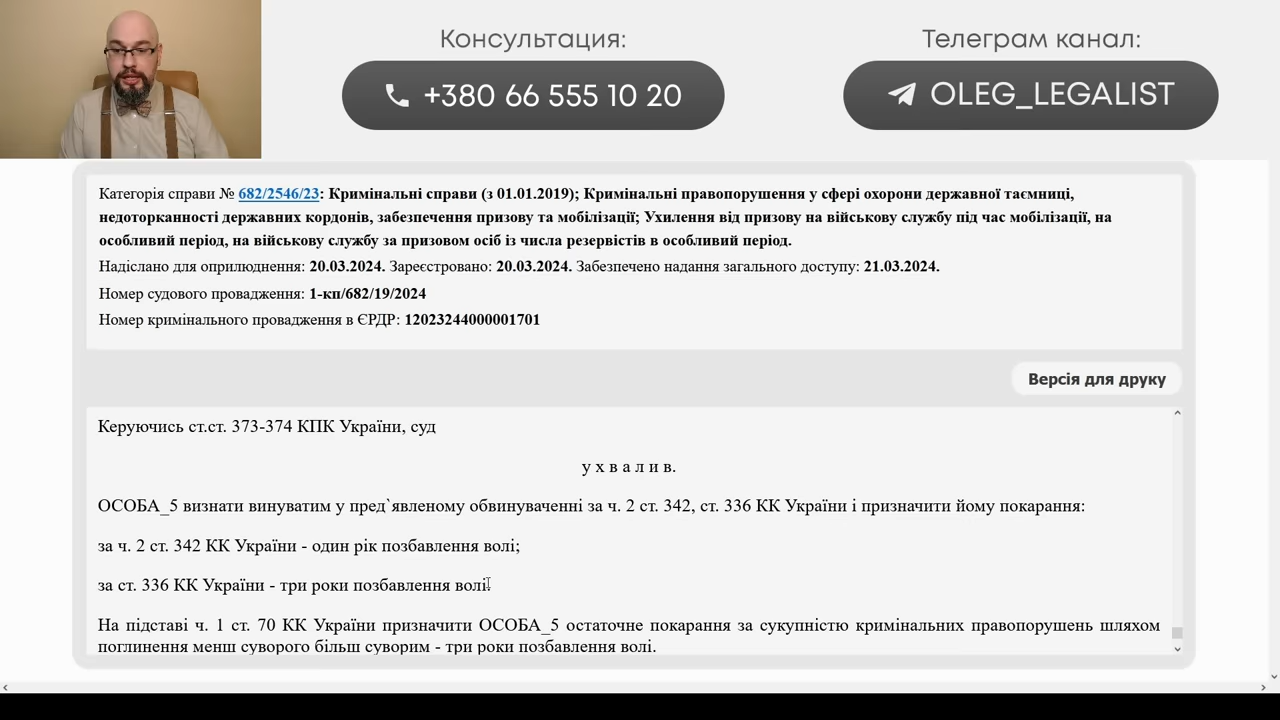 Консультация:
+380 66 555 10 20
Телеграм канал:
OLEG_LEGALIST
Категорія справи № 682/2546/23: Кримінальні справи (з 01.01.2019); Кримінальні правопорушення у сфері охорони державної таємниці,
недоторканності державних кордонів, забезпечення призову та мобілізації; Ухилення від призову на військову службу під час мобілізації, на
особливий період, на військову службу за призовом осіб із числа резервістів в особливий період.
Надіслано для оприлюднення: 20.03.2024. Зареєстровано: 20.03.2024. Забезпечено надання загального доступу: 21.03.2024.
Номер судового провадження: 1-кп/682/19/2024
Номер кримінального провадження в ЄРДР: 12023244000001701
Версія для друку
Керуючись ст.ст. 373-374 КПК України, суд
у х в а л и в.
ОСОБА_5 визнати винуватим у пред`явленому обвинуваченні за ч. 2 ст. 342, ст. 336 КК України і призначити йому покарання:
за ч. 2 ст. 342 КК України - один рік позбавлення волі;
за ст. 336 КК України - три роки позбавлення волі.
На підставі ч. 1 ст. 70 КК України призначити ОСОБА_5 остаточне покарання за сукупністю кримінальних правопорушень шляхом
поглинення менш суворого більш суворим - три роки позбавлення волі.